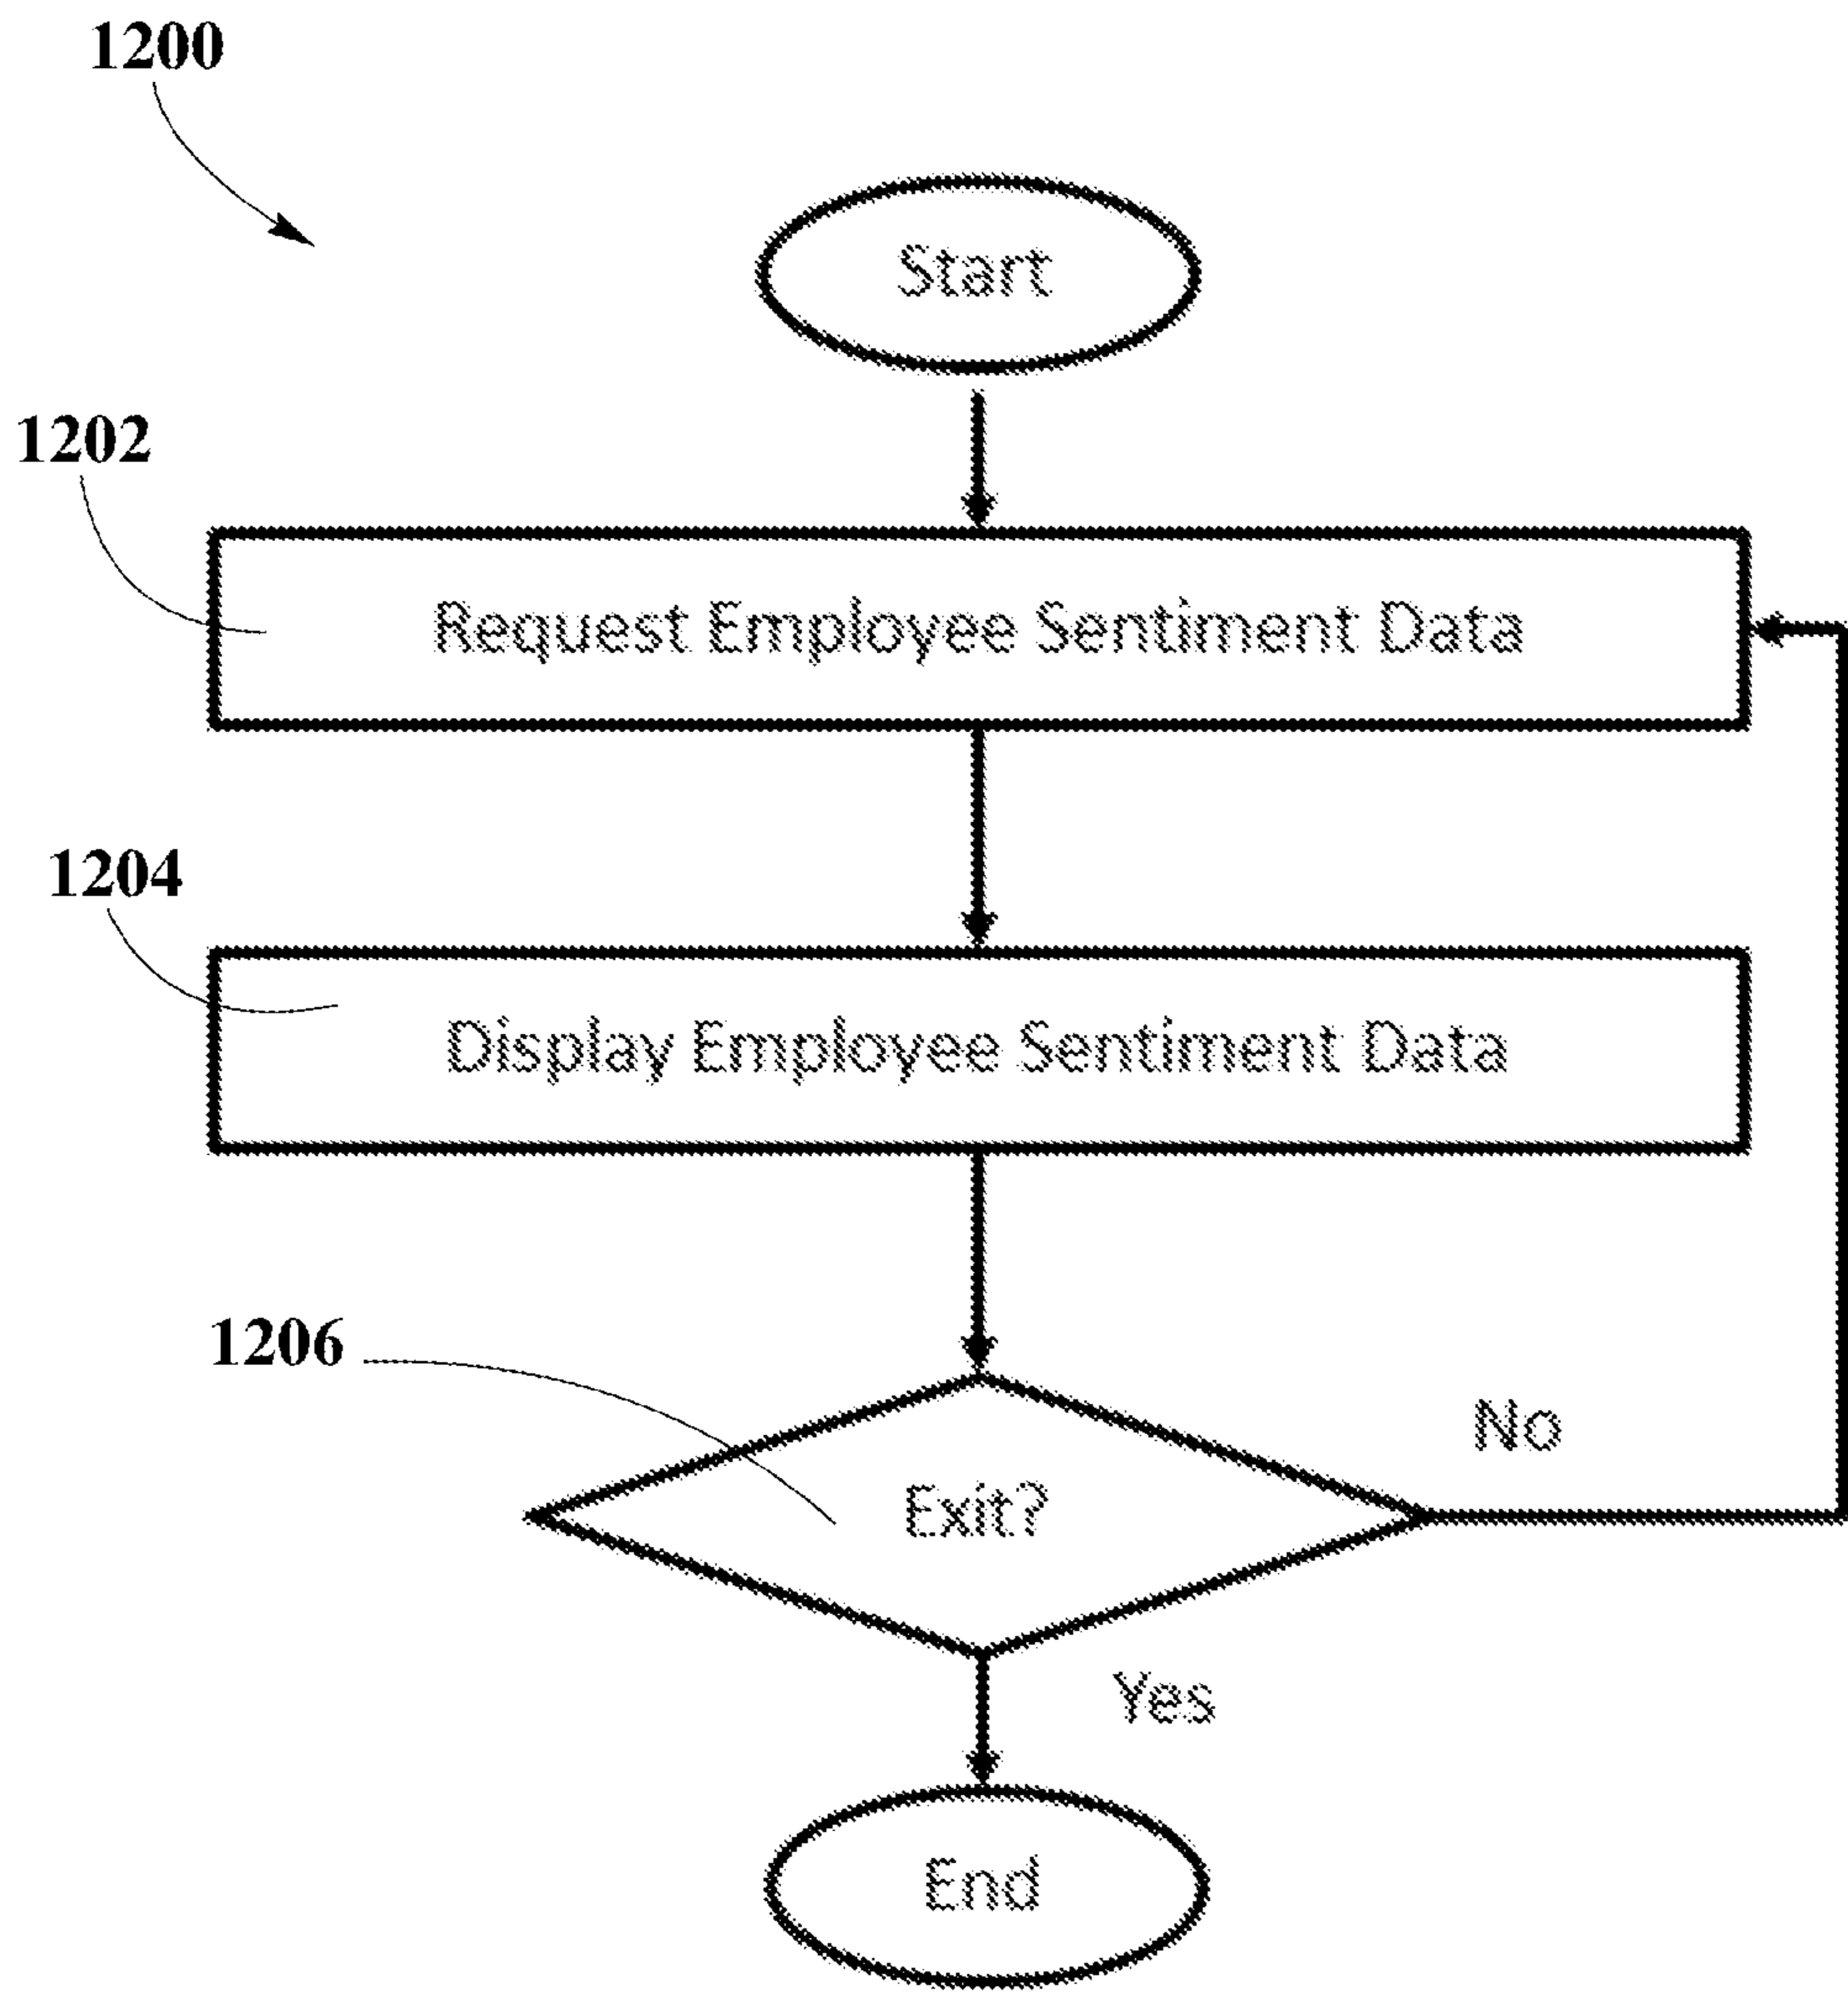 1200
Start
1202
Request Employee Sentiment Data
1204
Display Employee Sentiment Data
1206
No
Exit?
Yes
End